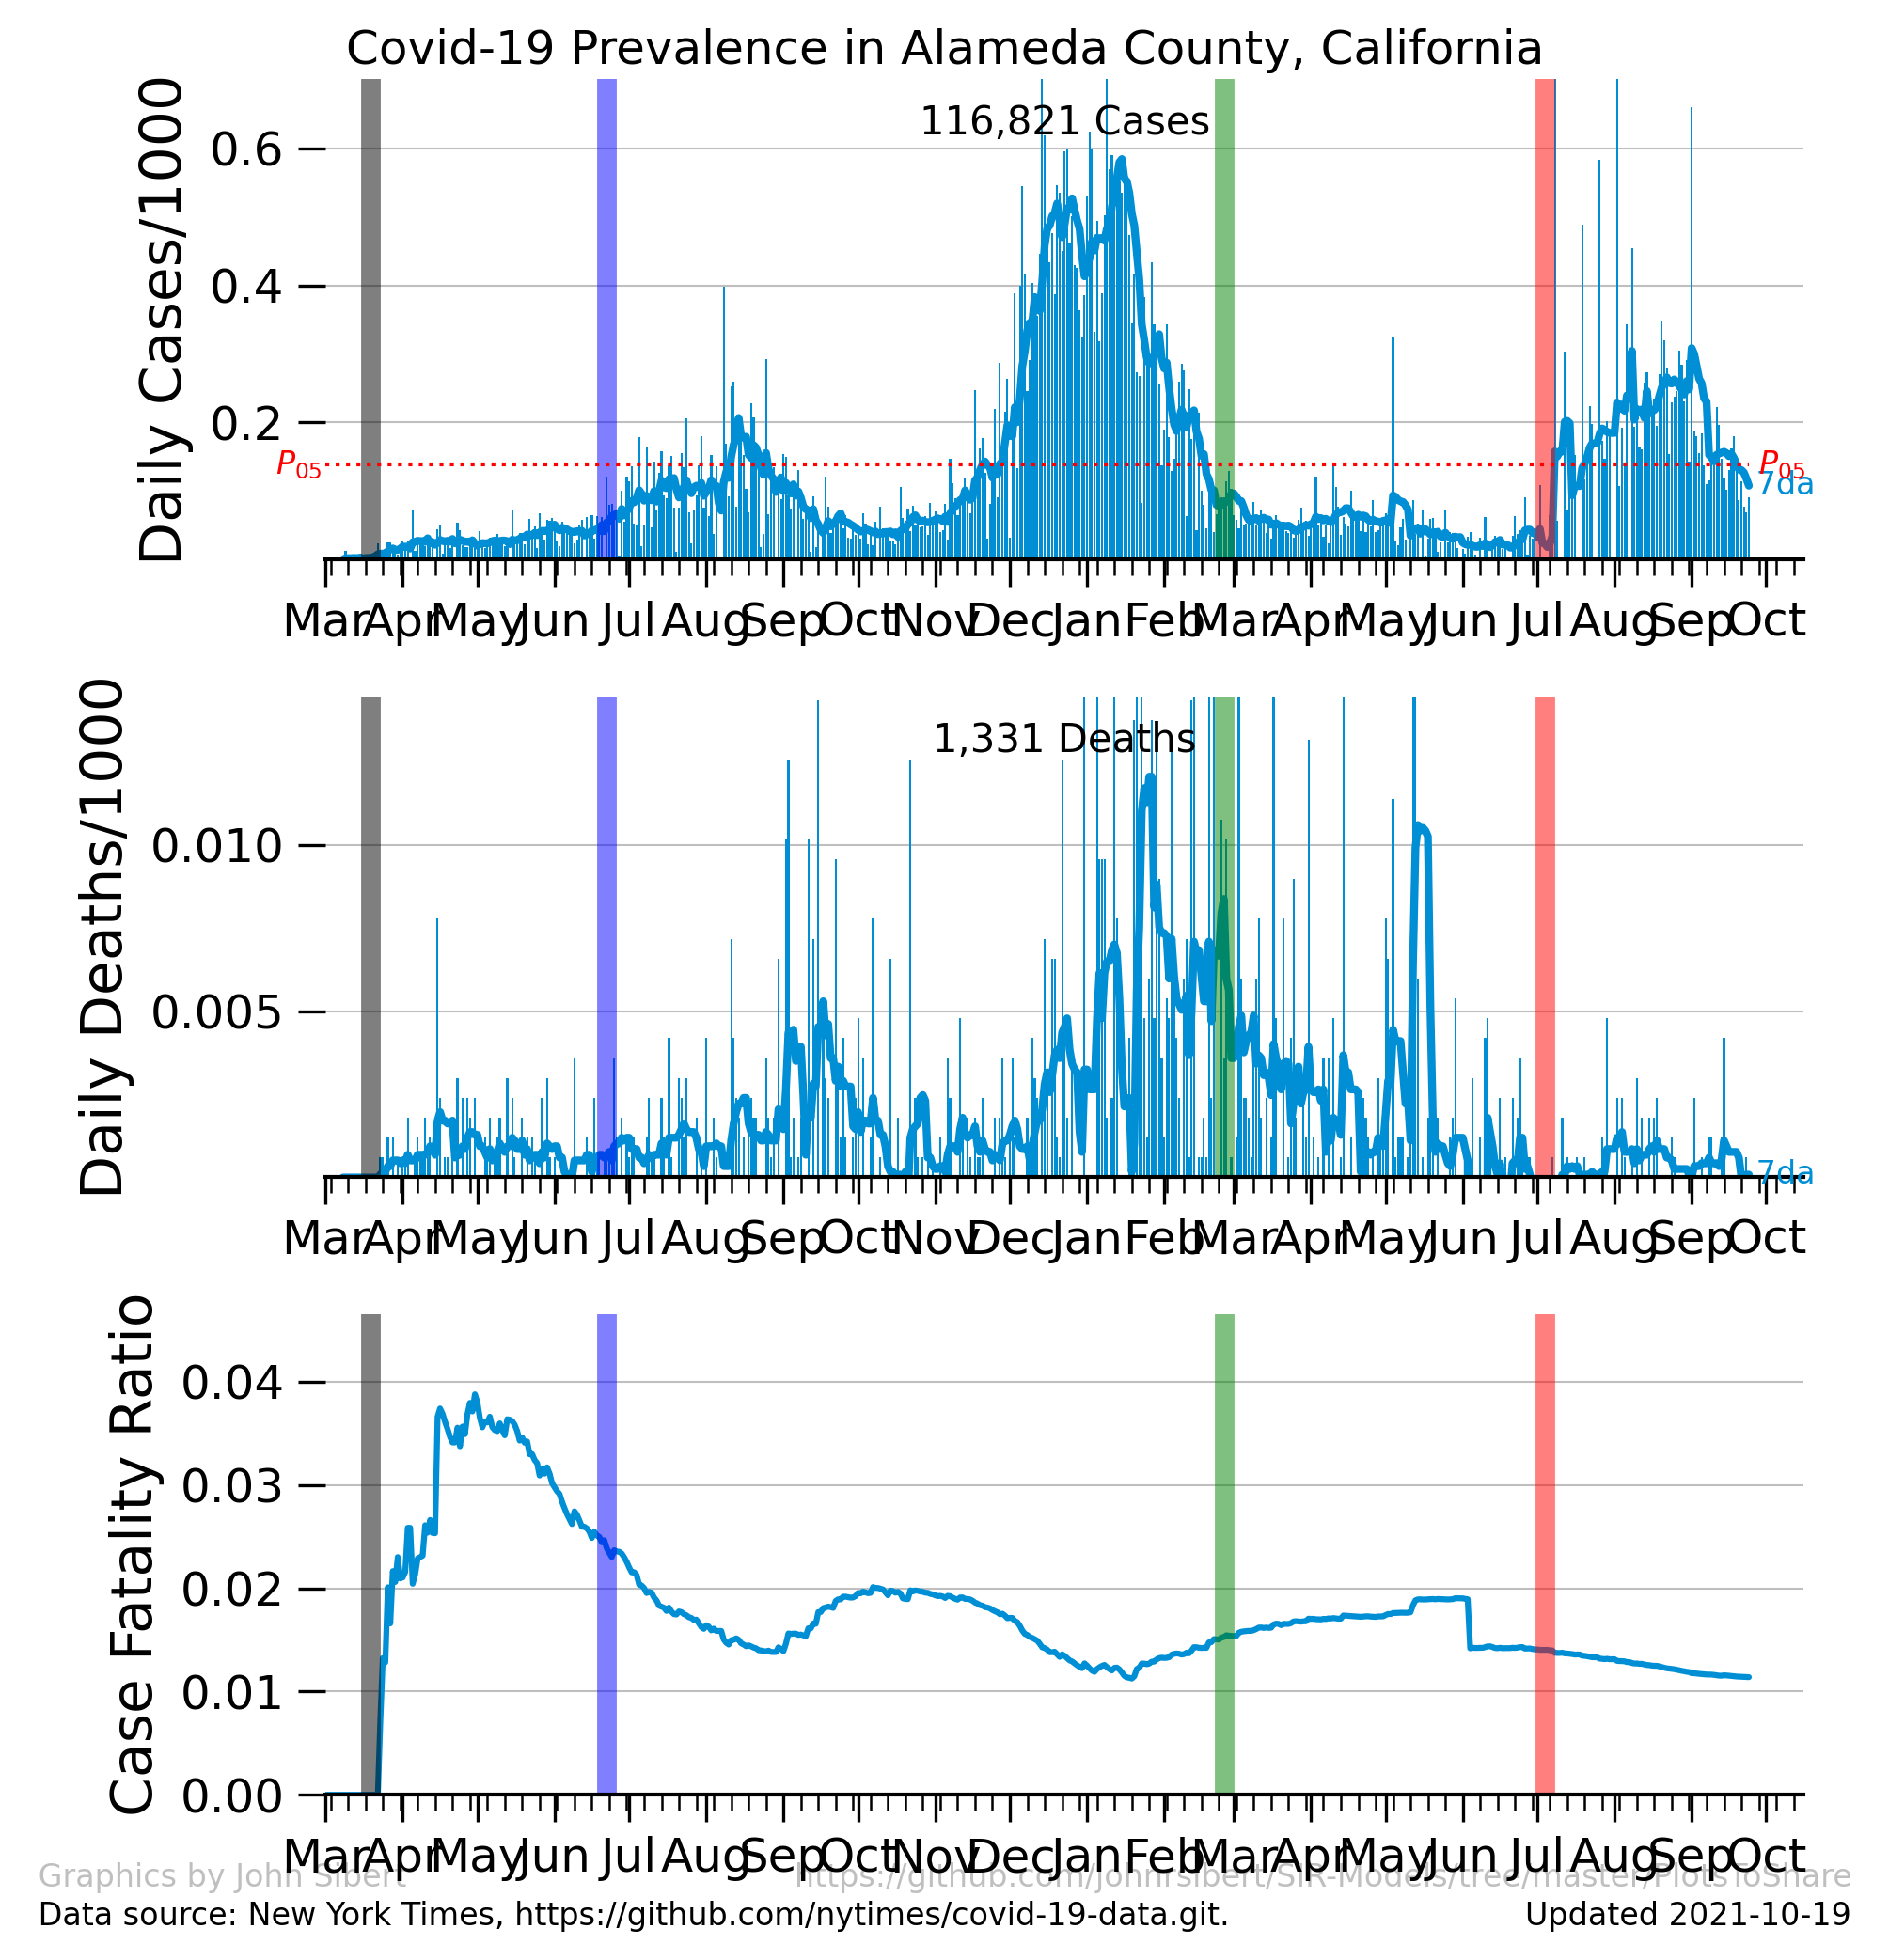 Covid-19 Prevalence in Alameda County, California
Daily Cases/1000
116,821 Cases
0.6
0.4
0.2
P05
P05
7da
Mar Apr May Jun Jul Aug Sep Oct Nov Dec Jan Feb Mar Apr May Jun Jul Aug Sep Oct
Daily Deaths/1000
1,331 Deaths
0.010
0.005
7da
Mar Apr May Jun Jul Aug Sep Oct Nov Dec Jan Feb Mar Apr May Jun Jul Aug Sep Oct
Case Fatality Ratio
0.04
0.03
0.02
0.01
0.00
Mar Apr May Jun Jul Aug Sep Oct Nov Dec Jan Feb Mar Apr May Jun Jul Aug Sep Oct
Graphics by John Sibert https://github.com/johnrsibert/SIR-Models/tree/master/PlotsToShare
Data source: New York Times, https://github.com/nytimes/covid-19-data.git. Updated 2021-10-19